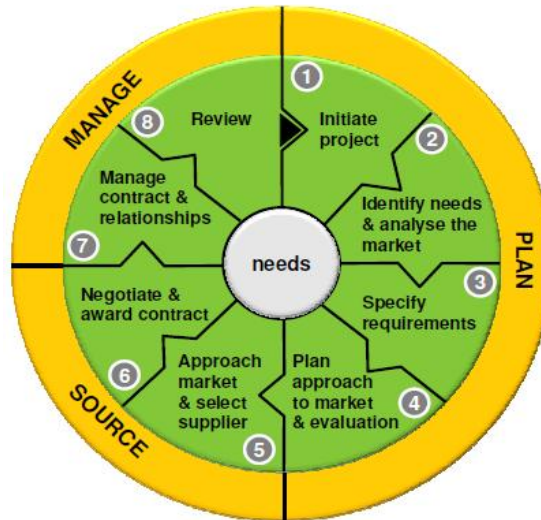 MANAGE
PLAN
SOURCE
1
Initiate
project
2
Identify needs
& analyse the
market
3
Specify
requirements
4
Plan
approach
to market
& evaluation
5
Approach
market
& select
supplier
6
Negotiate &
award contract
7
Manage
contract &
relationships
8
Review
needs